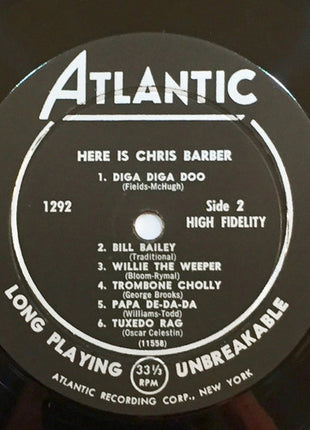 ATLANTIC
HERE IS CHRIS BARBER
1. DIGA DIGA DOO
(Fields-McHugh)
1292
Side 2
HIGH FIDELITY
2. BILL BAILEY
(Traditional)
3. WILLIE THE WEEPER
(Bloom-Rymal)
4. TROMBONE CHOLLY
(George Brooks)
5. PAPA DE-DA-DA
(Williams-Todd)
6. TUXEDO RAG
(Oscar Celestin)
(11558)
LONG PLAYING 33⅓ RPM UNBREAKABLE
ATLANTIC RECORDING CORP., NEW YORK